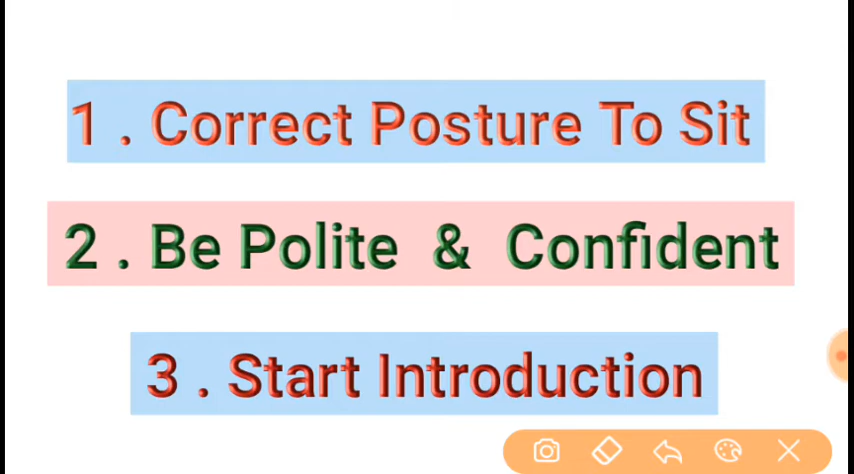 1 . Correct Posture To Sit
2 . Be Polite & Confident
3 . Start Introduction